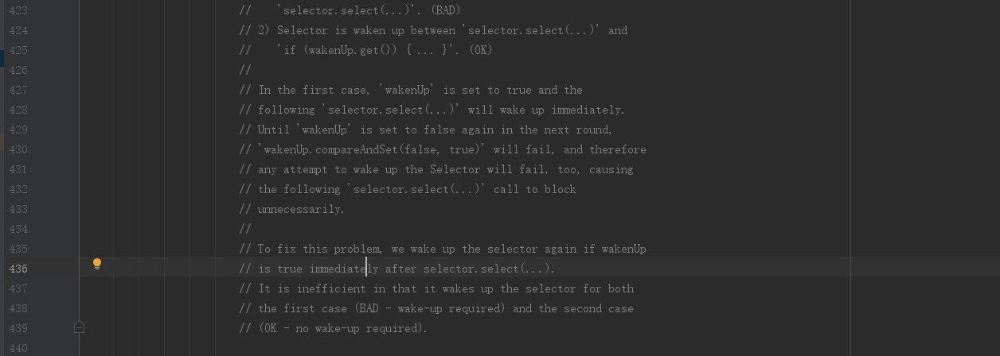 423 //    'selector.select(...)'. (BAD)
424 // 2) Selector is waken up between 'selector.select(...)' and
425 //    'if (wakenUp.get()) { ... }'. (OK)
426 //
427 // In the first case, 'wakenUp' is set to true and the
428 // following 'selector.select(...)' will wake up immediately.
429 // Until 'wakenUp' is set to false again in the next round,
430 // 'wakenUp.compareAndSet(false, true)' will fail, and therefore
431 // any attempt to wake up the Selector will fail, too, causing
432 // the following 'selector.select(...)' call to block
433 // unnecessarily.
434 //
435 // To fix this problem, we wake up the selector again if wakenUp
436 // is true immediately after selector.select(...).
437 // It is inefficient in that it wakes up the selector for both
438 // the first case (BAD - wake-up required) and the second case
439 // (OK - no wake-up required).
440